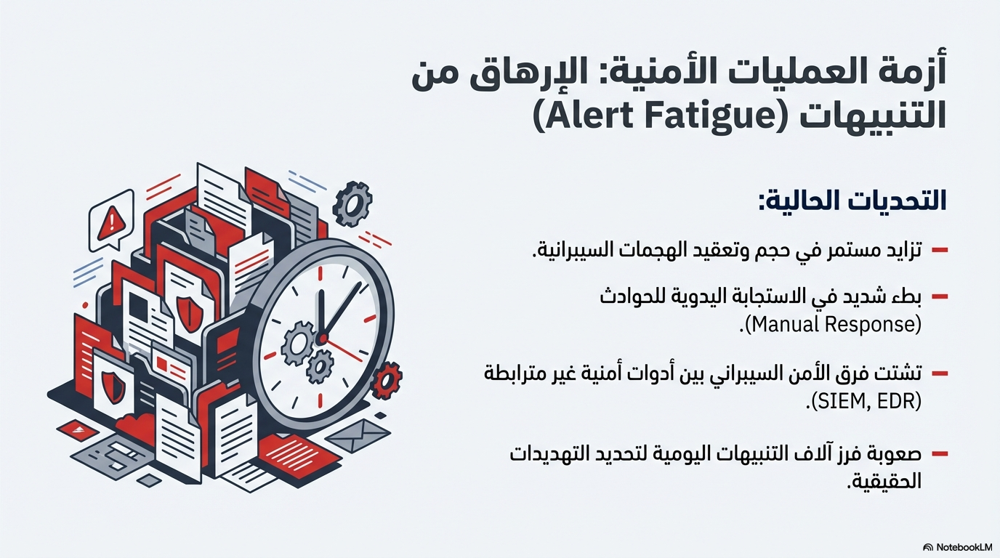 أزمة العمليات الأمنية: الإرهاق من
التنبيهات (Alert Fatigue)
التحديات الحالية:
تزايد مستمر في حجم وتعقيد الهجمات السيبرانية.
بطء شديد في الاستجابة اليدوية للحوادث
(Manual Response).
تشتت فرق الأمن السيبراني بين أدوات أمنية غير مترابطة
(SIEM, EDR).
صعوبة فرز آلاف التنبيهات اليومية لتحديد التهديدات
الحقيقية.
NotebookLM